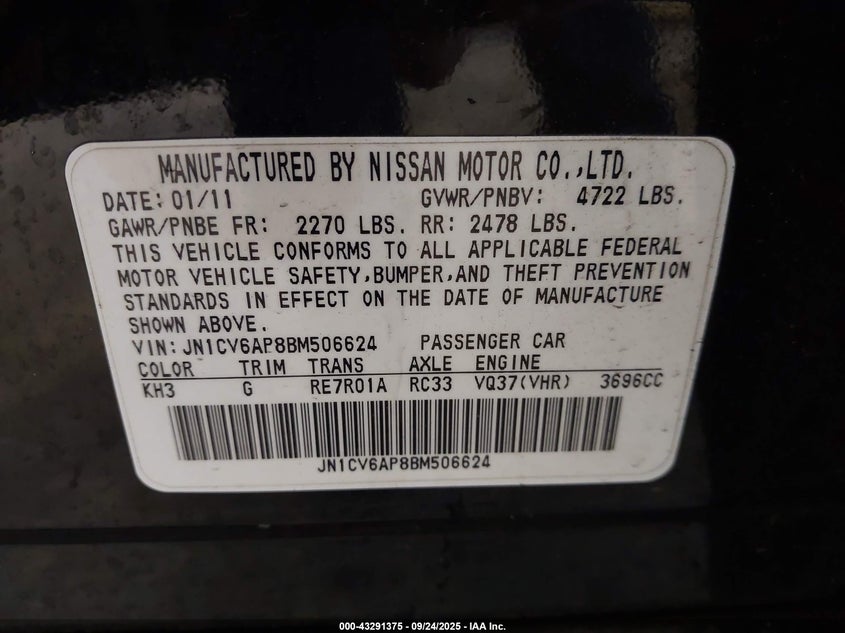 MANUFACTURED BY NISSAN MOTOR CO.,LTD.
DATE: 01/11 GVWR/PNBV: 4722 LBS.
GAWR/PNBE FR: 2270 LBS. RR: 2478 LBS.
THIS VEHICLE CONFORMS TO ALL APPLICABLE FEDERAL
MOTOR VEHICLE SAFETY,BUMPER,AND THEFT PREVENTION
STANDARDS IN EFFECT ON THE DATE OF MANUFACTURE
SHOWN ABOVE.
VIN:JN1CV6AP8BM506624 PASSENGER CAR
COLOR TRIM TRANS AXLE ENGINE
KH3 G RE7R01A RC33 VQ37(VHR) 3696CC
JN1CV6AP8BM506624
000-43291375 - 09/24/2025 - IAA Inc.